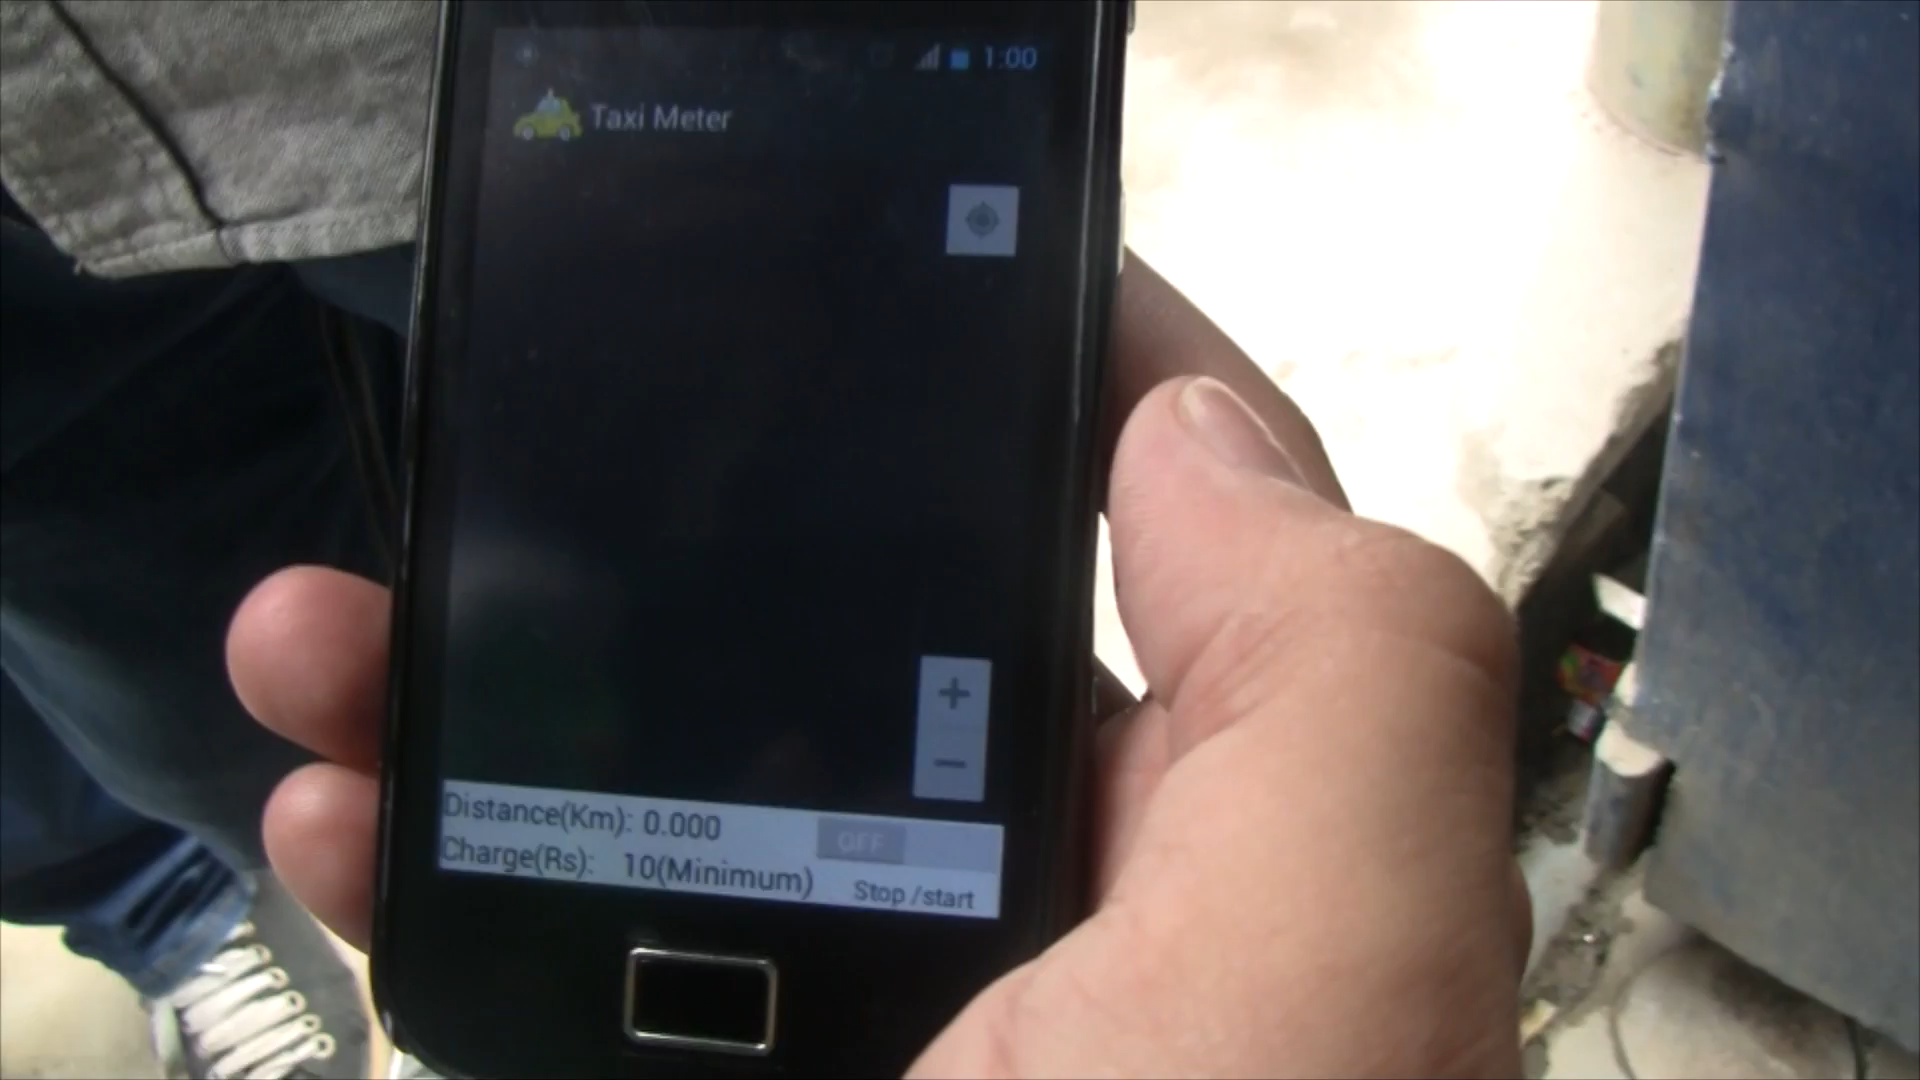 1:00
Taxi Meter
+
−
Distance(Km): 0.000
OFF
Charge(Rs): 10(Minimum)
Stop /start